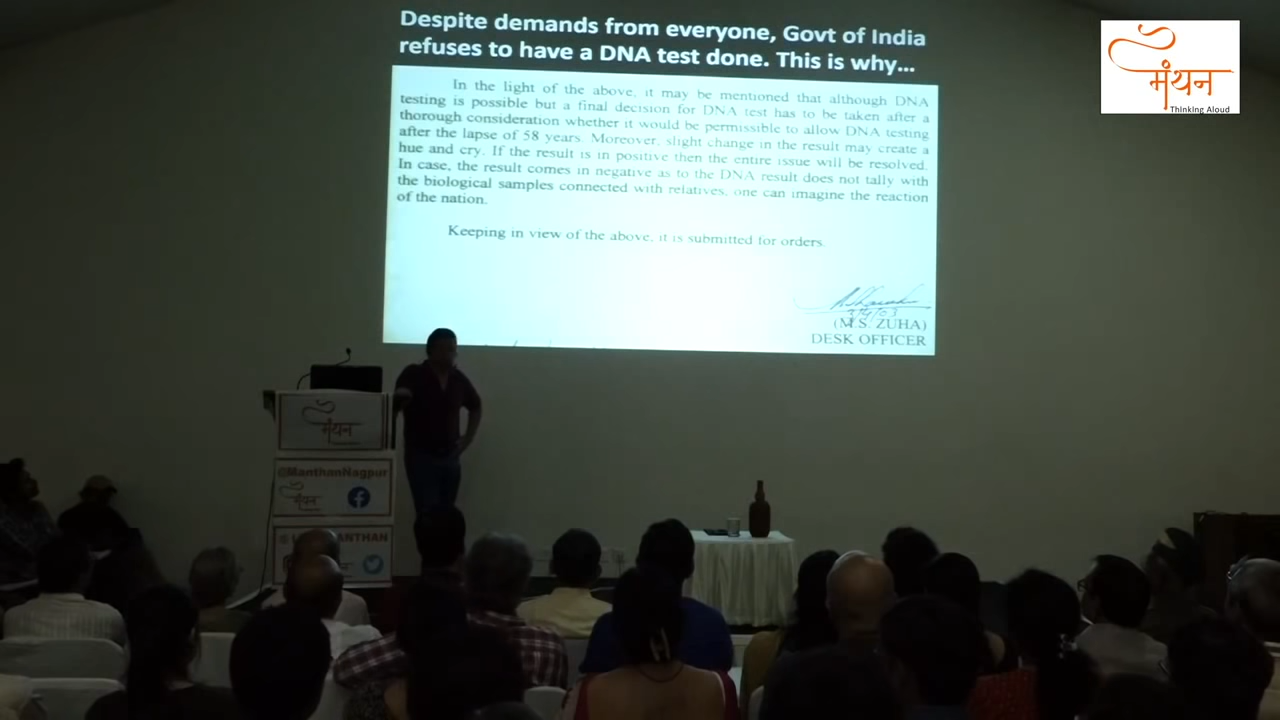 Despite demands from everyone, Govt of India
refuses to have a DNA test done. This is why...
In the light of the above, it may be mentioned that although DNA
testing is possible but a final decision for DNA test has to be taken after a
thorough consideration whether it would be permissible to allow DNA testing
after the lapse of 58 years. Moreover, slight change in the result may create a
hue and cry. If the result is in positive then the entire issue will be resolved.
In case, the result comes in negative as to the DNA result does not tally with
the biological samples connected with relatives, one can imagine the reaction
of the nation.
Keeping in view of the above, it is submitted for orders.
(M.S. ZUHA)
DESK OFFICER
मंथन
Thinking Aloud
मंथन
@ManthanNagpur
मंथन
ANTHAN